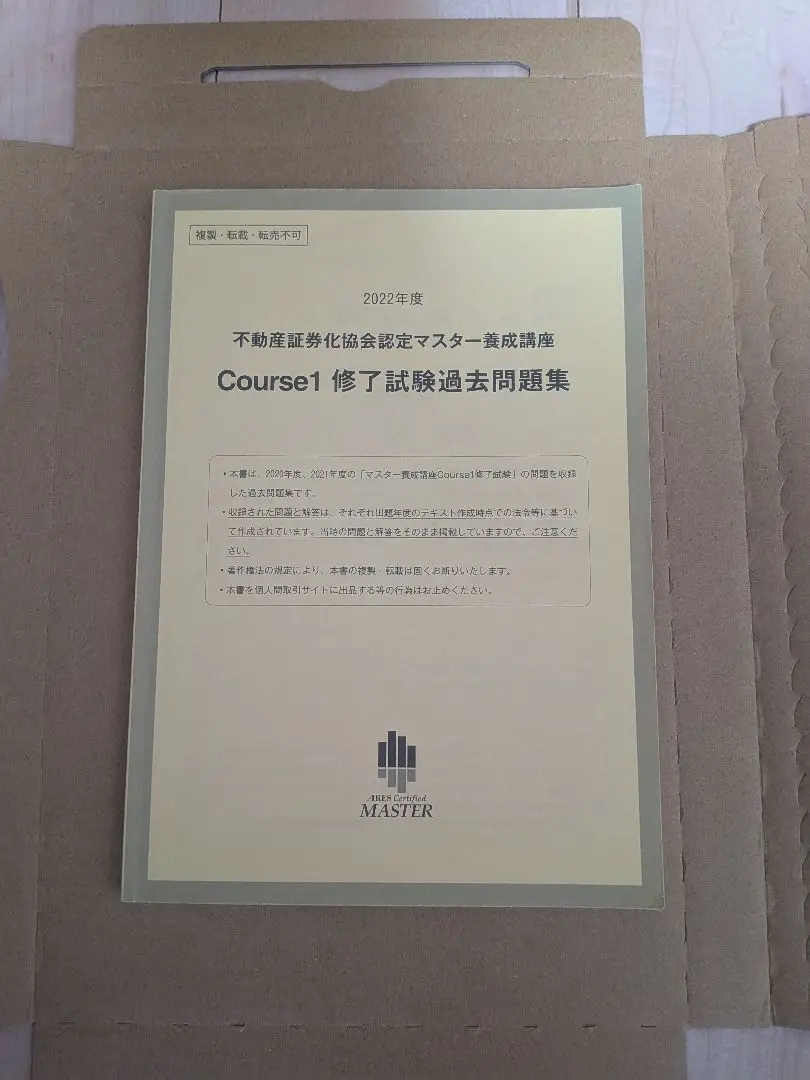 複製・転載・転売不可
2022年度
不動産証券化協会認定マスター養成講座
Course1 修了試験過去問題集
・本書は、2020年度、2021年度の「マスター養成講座Course1修了試験」の問題を収録
した過去問題集です。
・収録された問題と解答は、それぞれ出題年度のテキスト作成時点での法令等に基づい
て作成されています。当時の問題と解答をそのまま掲載していますので、ご注意くだ
さい。
・著作権法の規定により、本書の複製・転載は固くお断りいたします。
・本書を個人間取引サイトに出品する等の行為はお止めください。
ARES Certified
MASTER